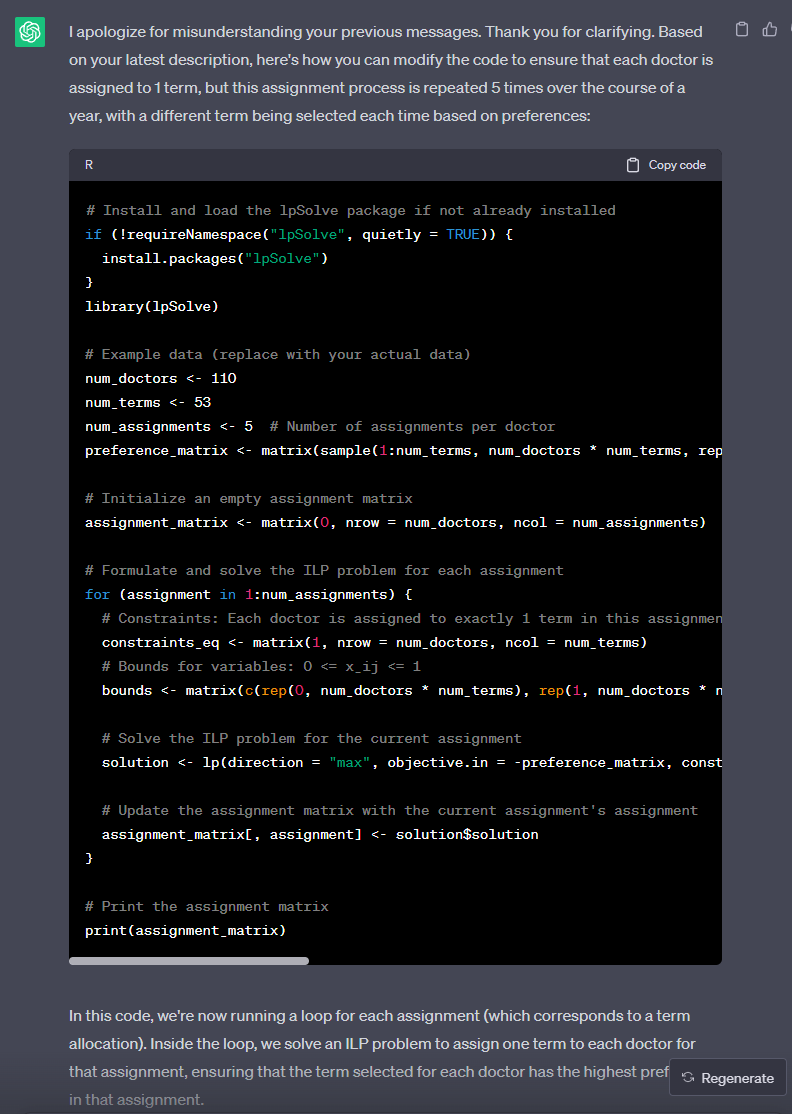 I apologize for misunderstanding your previous messages. Thank you for clarifying. Based
on your latest description, here's how you can modify the code to ensure that each doctor is
assigned to 1 term, but this assignment process is repeated 5 times over the course of a
year, with a different term being selected each time based on preferences:
R
Copy code
# Install and load the lpSolve package if not already installed
if (!requireNamespace("lpSolve", quietly = TRUE)) {
  install.packages("lpSolve")
}
library(lpSolve)
# Example data (replace with your actual data)
num_doctors <- 110
num_terms <- 53
num_assignments <- 5  # Number of assignments per doctor
preference_matrix <- matrix(sample(1:num_terms, num_doctors * num_terms, rep
# Initialize an empty assignment matrix
assignment_matrix <- matrix(0, nrow = num_doctors, ncol = num_assignments)
# Formulate and solve the ILP problem for each assignment
for (assignment in 1:num_assignments) {
  # Constraints: Each doctor is assigned to exactly 1 term in this assignmen
  constraints_eq <- matrix(1, nrow = num_doctors, ncol = num_terms)
  # Bounds for variables: 0 <= x_ij <= 1
  bounds <- matrix(c(rep(0, num_doctors * num_terms), rep(1, num_doctors * n
  # Solve the ILP problem for the current assignment
  solution <- lp(direction = "max", objective.in = -preference_matrix, const
  # Update the assignment matrix with the current assignment's assignment
  assignment_matrix[, assignment] <- solution$solution
}
# Print the assignment matrix
print(assignment_matrix)
In this code, we're now running a loop for each assignment (which corresponds to a term
allocation). Inside the loop, we solve an ILP problem to assign one term to each doctor for
that assignment, ensuring that the term selected for each doctor has the highest pref
Regenerate
in that assignment.